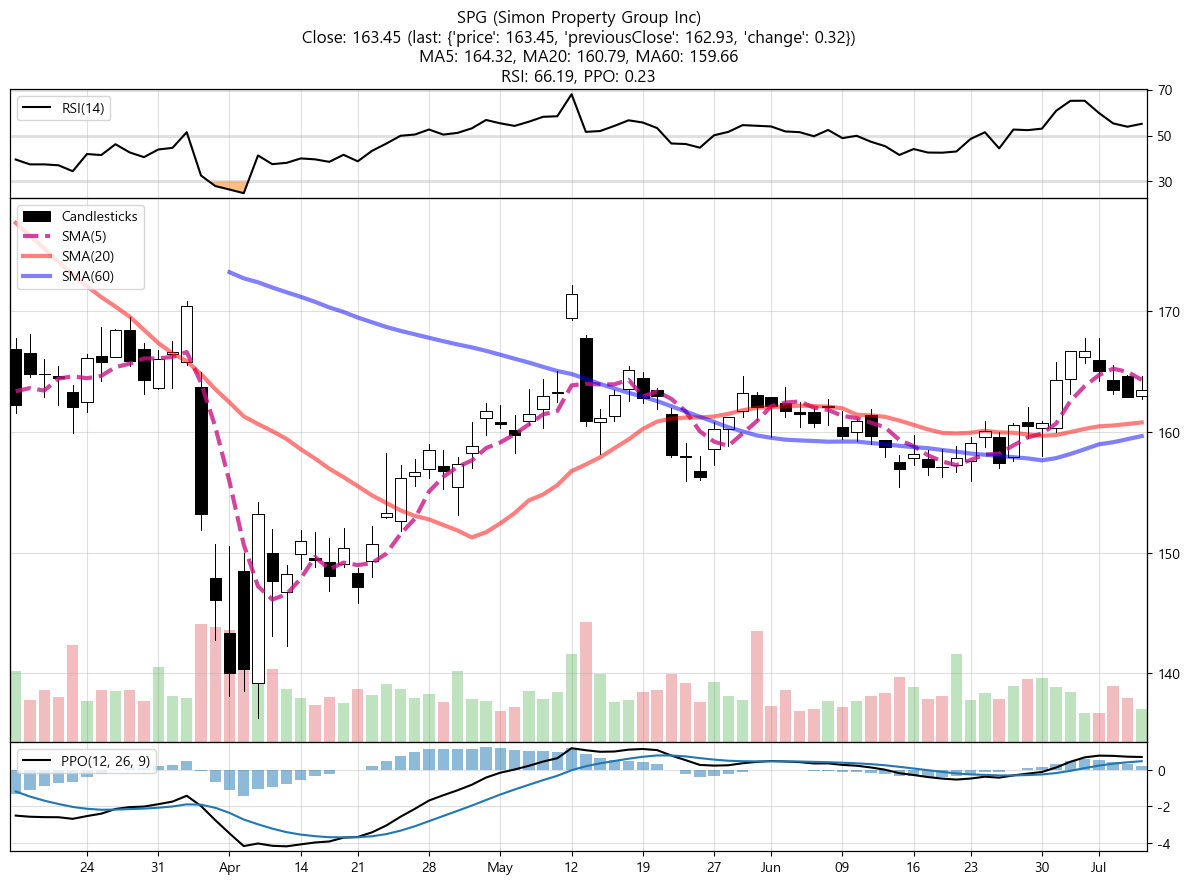 SPG (Simon Property Group Inc)
Close: 163.45 (last: {'price': 163.45, 'previousClose': 162.93, 'change': 0.32})
MA5: 164.32, MA20: 160.79, MA60: 159.66
RSI: 66.19, PPO: 0.23
RSI(14)
70
50
30
Candlesticks
SMA(5)
SMA(20)
SMA(60)
170
160
150
140
PPO(12, 26, 9)
0
-2
-4
24 31 Apr 14 21 28 May 12 19 27 Jun 09 16 23 30 Jul